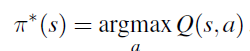 π*(s) = argmax Q(s,a)
a